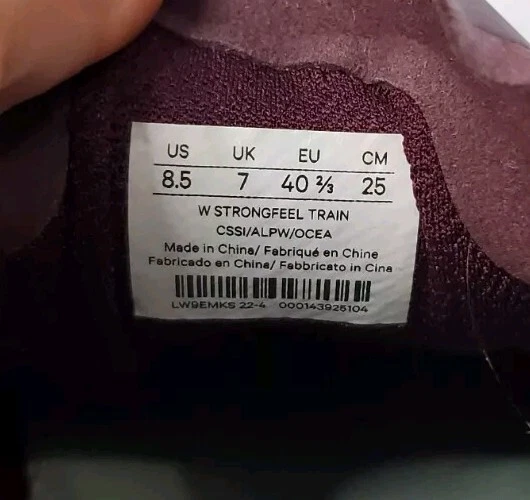 US UK EU CM
8.5 7 40 ⅔ 25
W STRONGFEEL TRAIN
CSSI/ALPW/OCEA
Made in China/ Fabriqué en Chine
Fabricado en China/ Fabbricato in Cina
LW9EMKS 22-4 000143926104